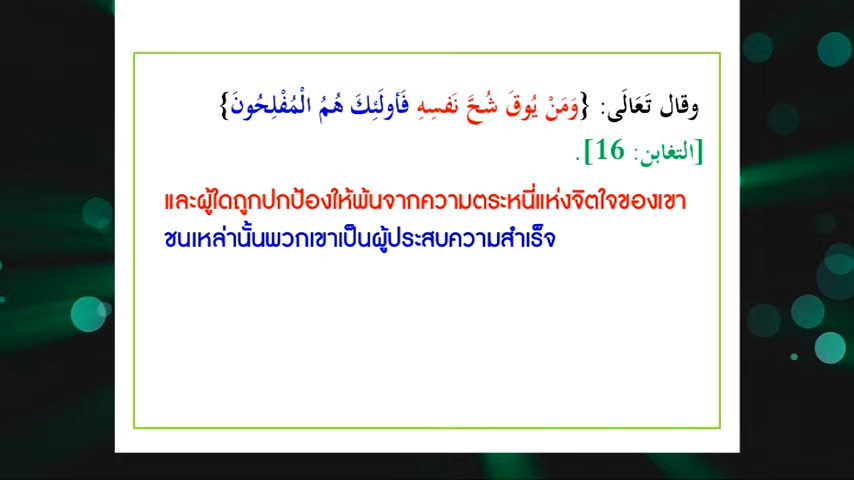 وقال تَعَالَى: {وَمَنْ يُوقَ شُحَّ نَفسِهِ فَأولَئِكَ هُمُ الْمُفْلِحُونَ}
[التغابن: 16].
และผู้ใดถูกปกป้องให้พ้นจากความตระหนี่แห่งจิตใจของเขา
ชนเหล่านั้นพวกเขาเป็นผู้ประสบความสำเร็จ